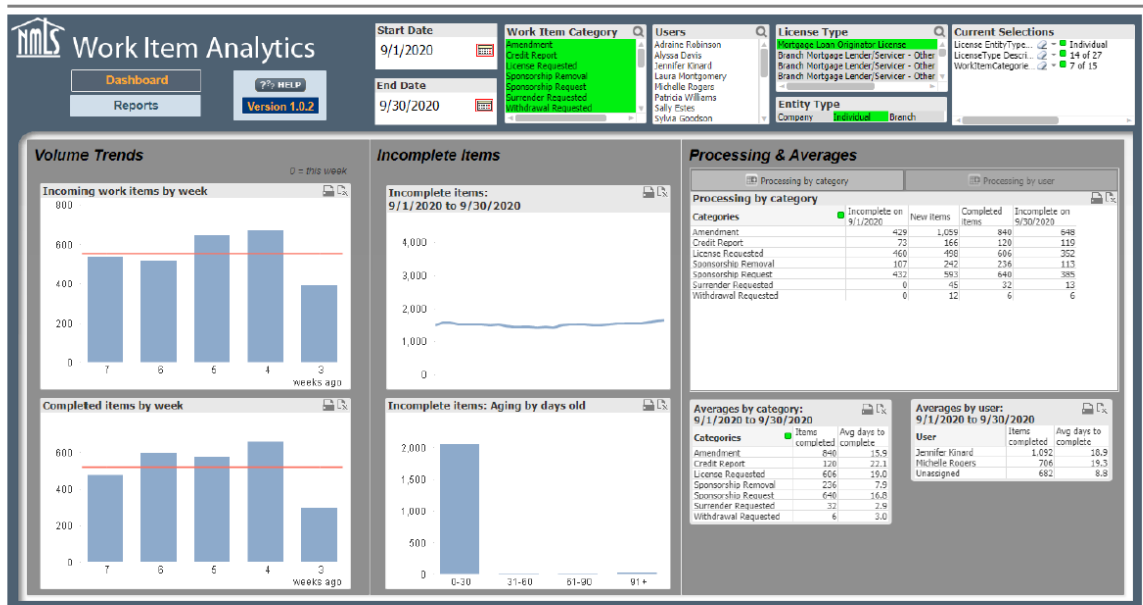 NMLS
Work Item Analytics
Dashboard
Reports
??? HELP
Version 1.0.2
Start Date
9/1/2020
End Date
9/30/2020
Work Item Category
Amendment
Credit Report
License Requested
Sponsorship Removal
Sponsorship Request
Surrender Requested
Withdrawal Requested
Users
Adraine Robinson
Alyssa Davis
Jennifer Kinard
Laura Montgomery
Michelle Rogers
Patricia Williams
Sally Estes
Sylvia Goodson
License Type
Mortgage Loan Originator License
Branch Mortgage Lender/Servicer - Other
Branch Mortgage Lender/Servicer - Other
Branch Mortgage Lender/Servicer - Other
Entity Type
Company Individual Branch
Current Selections
License EntityType... Individual
LicenseType Descri... 14 of 27
WorkItemCategorie... 7 of 15
Volume Trends
0 = this week
Incoming work items by week
800
600
400
200
0
7 6 5 4 3
weeks ago
Completed items by week
600
400
200
0
7 6 5 4 3
weeks ago
Incomplete Items
Incomplete items:
9/1/2020 to 9/30/2020
4,000
3,000
2,000
1,000
0
Incomplete items: Aging by days old
2,000
1,500
1,000
500
0
0-30 31-60 61-90 91+
Processing & Averages
Processing by category Processing by user
Processing by category
Categories Incomplete on 9/1/2020 New items Completed items Incomplete on 9/30/2020
Amendment 429 1,059 840 648
Credit Report 73 166 120 119
License Requested 460 498 606 352
Sponsorship Removal 107 242 236 113
Sponsorship Request 432 593 640 385
Surrender Requested 0 45 32 13
Withdrawal Requested 0 12 6 6
Averages by category:
9/1/2020 to 9/30/2020
Categories Items completed Avg days to complete
Amendment 840 15.9
Credit Report 120 22.1
License Requested 606 19.0
Sponsorship Removal 236 7.9
Sponsorship Request 640 16.8
Surrender Requested 32 2.9
Withdrawal Requested 6 3.0
Averages by user:
9/1/2020 to 9/30/2020
User Items completed Avg days to complete
Jennifer Kinard 1,092 18.9
Michelle Rogers 706 19.3
Unassigned 682 8.8